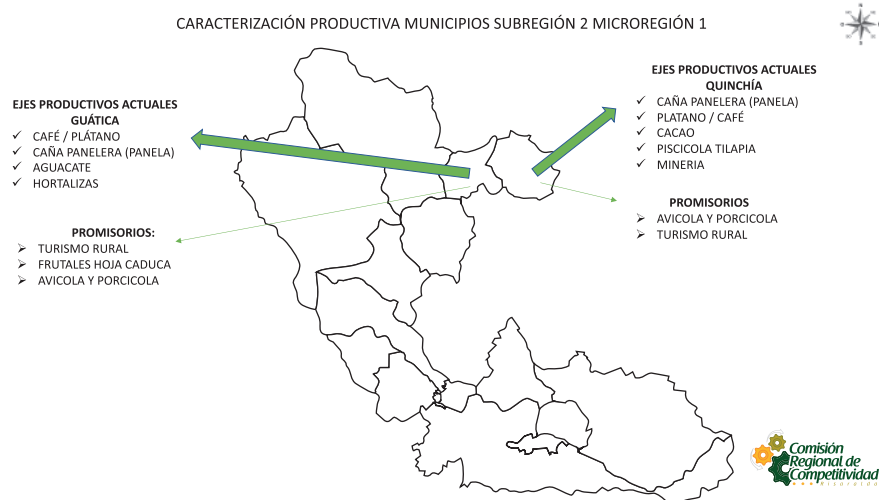 CARACTERIZACIÓN PRODUCTIVA MUNICIPIOS SUBREGIÓN 2 MICROREGIÓN 1
EJES PRODUCTIVOS ACTUALES
GUÁTICA
✓ CAFÉ / PLÁTANO
✓ CAÑA PANELERA (PANELA)
✓ AGUACATE
✓ HORTALIZAS
PROMISORIOS:
➢ TURISMO RURAL
➢ FRUTALES HOJA CADUCA
➢ AVICOLA Y PORCICOLA
EJES PRODUCTIVOS ACTUALES
QUINCHÍA
✓ CAÑA PANELERA (PANELA)
✓ PLATANO / CAFÉ
✓ CACAO
✓ PISCICOLA TILAPIA
✓ MINERIA
PROMISORIOS
➢ AVICOLA Y PORCICOLA
➢ TURISMO RURAL
Comisión
Regional de
Competitividad